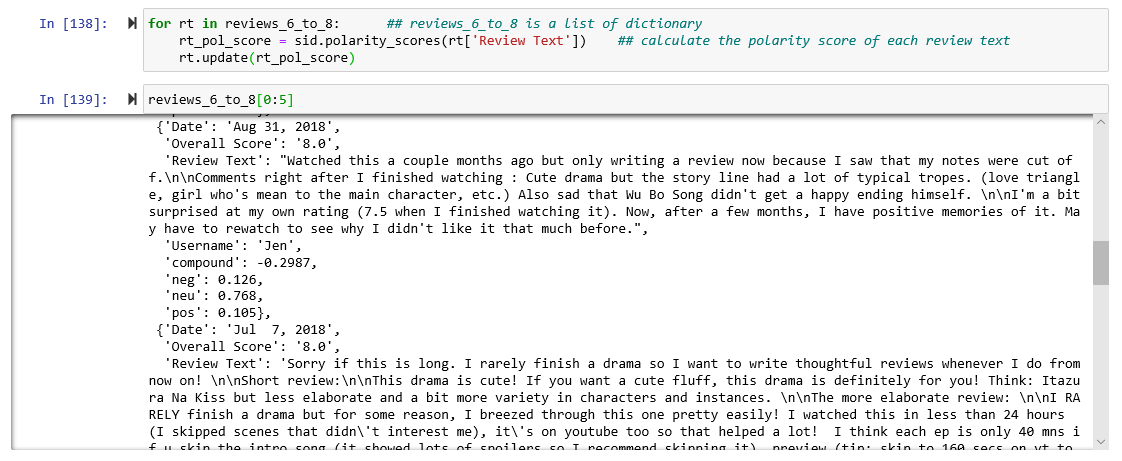 In [138]: for rt in reviews_6_to_8:      ## reviews_6_to_8 is a list of dictionary
rt_pol_score = sid.polarity_scores(rt['Review Text'])    ## calculate the polarity score of each review text
rt.update(rt_pol_score)
In [139]: reviews_6_to_8[0:5]
{'Date': 'Aug 31, 2018',
'Overall Score': '8.0',
'Review Text': "Watched this a couple months ago but only writing a review now because I saw that my notes were cut of
f.\n\nComments right after I finished watching : Cute drama but the story line had a lot of typical tropes. (love triangl
e, girl who's mean to the main character, etc.) Also sad that Wu Bo Song didn't get a happy ending himself. \n\nI'm a bit
surprised at my own rating (7.5 when I finished watching it). Now, after a few months, I have positive memories of it. Ma
y have to rewatch to see why I didn't like it that much before.",
'Username': 'Jen',
'compound': -0.2987,
'neg': 0.126,
'neu': 0.768,
'pos': 0.105},
{'Date': 'Jul  7, 2018',
'Overall Score': '8.0',
'Review Text': 'Sorry if this is long. I rarely finish a drama so I want to write thoughtful reviews whenever I do from
now on! \n\nShort review:\n\nThis drama is cute! If you want a cute fluff, this drama is definitely for you! Think: Itazu
ra Na Kiss but less elaborate and a bit more variety in characters and instances. \n\nThe more elaborate review: \n\nI RA
RELY finish a drama but for some reason, I breezed through this one pretty easily! I watched this in less than 24 hours
(I skipped scenes that didn\'t interest me), it\'s on youtube too so that helped a lot!  I think each ep is only 40 mns i
f u skip the intro song (it showed lots of spoilers so I recommend skipping it), preview (tip: skip to 160 secs on yt to